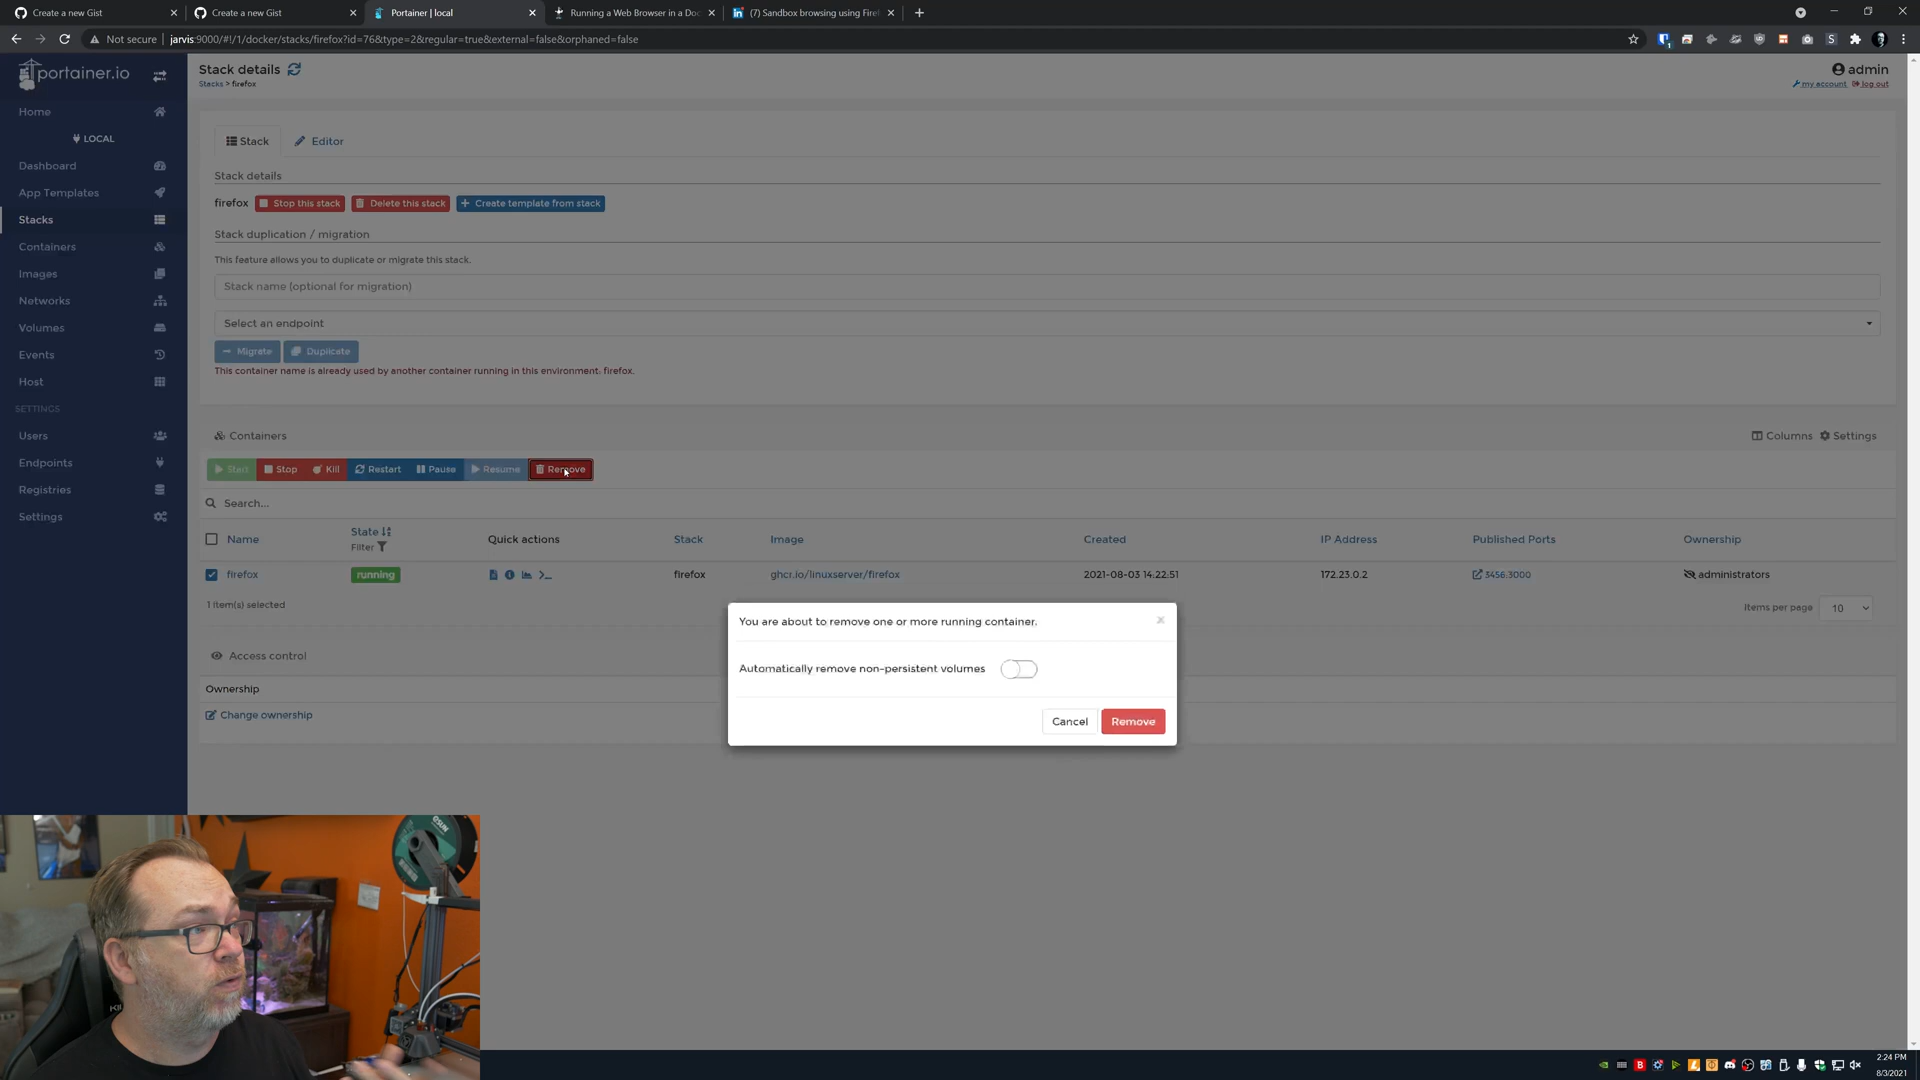 Create a new Gist
Create a new Gist
Portainer | local
Running a Web Browser in a Doc
(7) Sandbox browsing using Firef
Not secure
jarvis:9000/#!/1/docker/stacks/firefox?id=76&type=2&regular=true&external=false&orphaned=false
portainer.io
Stack details
Stacks > firefox
admin
my account
log out
Home
LOCAL
Dashboard
App Templates
Stacks
Containers
Images
Networks
Volumes
Events
Host
SETTINGS
Users
Endpoints
Registries
Settings
Stack
Editor
Stack details
firefox
Stop this stack
Delete this stack
Create template from stack
Stack duplication / migration
This feature allows you to duplicate or migrate this stack.
Stack name (optional for migration)
Select an endpoint
Migrate
Duplicate
This container name is already used by another container running in this environment: firefox.
Containers
Columns
Settings
Start
Stop
Kill
Restart
Pause
Resume
Remove
Search...
Name
State
Filter
Quick actions
Stack
Image
Created
IP Address
Published Ports
Ownership
firefox
running
firefox
ghcr.io/linuxserver/firefox
2021-08-03 14:22:51
172.23.0.2
3456:3000
administrators
1 item(s) selected
Items per page
10
You are about to remove one or more running container.
×
Automatically remove non-persistent volumes
Cancel
Remove
Access control
Ownership
Change ownership
eSUN
2:24 PM
8/3/2021